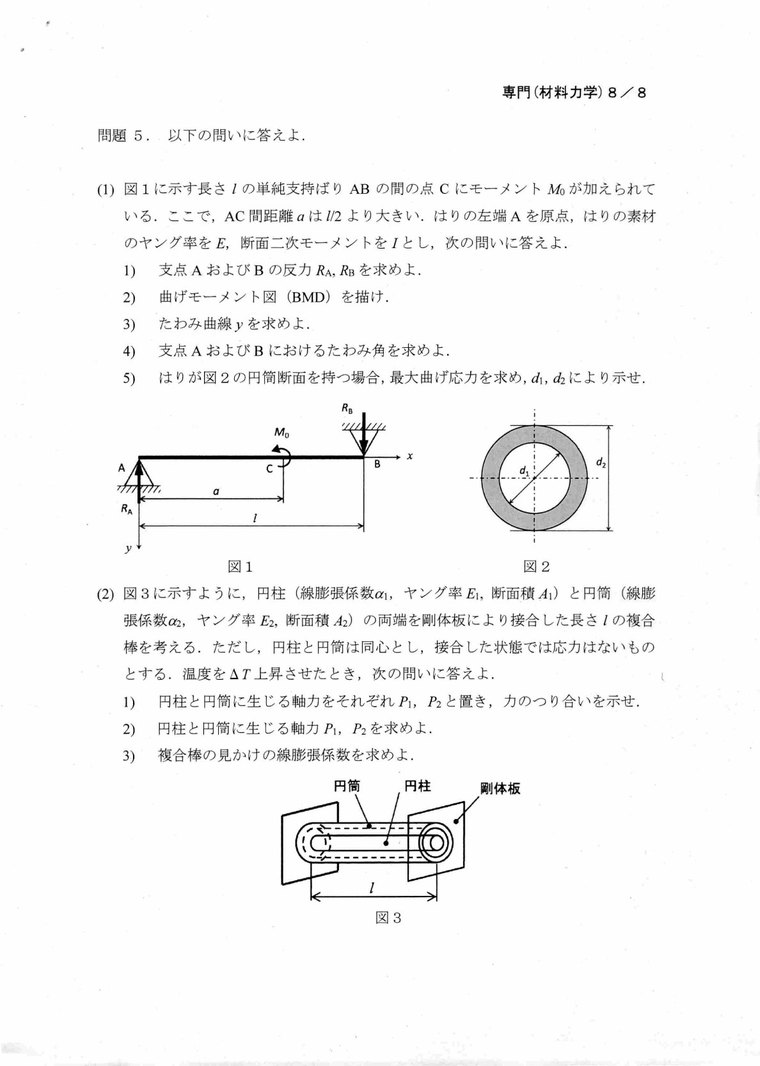 専門(材料力学) 8／8
問題 5． 以下の問いに答えよ．
(1) 図1に示す長さ l の単純支持ばり AB の間の点 C にモーメント M₀ が加えられて
いる．ここで，AC 間距離 a は l/2 より大きい．はりの左端 A を原点，はりの素材
のヤング率を E，断面二次モーメントを I とし，次の問いに答えよ．
1) 支点 A および B の反力 RA, RB を求めよ．
2) 曲げモーメント図（BMD）を描け．
3) たわみ曲線 y を求めよ．
4) 支点 A および B におけるたわみ角を求めよ．
5) はりが図2の円筒断面を持つ場合, 最大曲げ応力を求め, d₁, d₂ により示せ．
RB
M₀
A
C
B
x
a
RA
l
y
d₁
d₂
図1
図2
(2) 図3に示すように，円柱（線膨張係数α₁，ヤング率 E₁, 断面積 A₁）と円筒（線膨
張係数α₂，ヤング率 E₂, 断面積 A₂）の両端を剛体板により接合した長さ l の複合
棒を考える．ただし，円柱と円筒は同心とし，接合した状態では応力はないもの
とする．温度を ΔT 上昇させたとき，次の問いに答えよ．
1) 円柱と円筒に生じる軸力をそれぞれ P₁，P₂ と置き，力のつり合いを示せ．
2) 円柱と円筒に生じる軸力 P₁，P₂ を求めよ．
3) 複合棒の見かけの線膨張係数を求めよ．
円筒
円柱
剛体板
l
図3